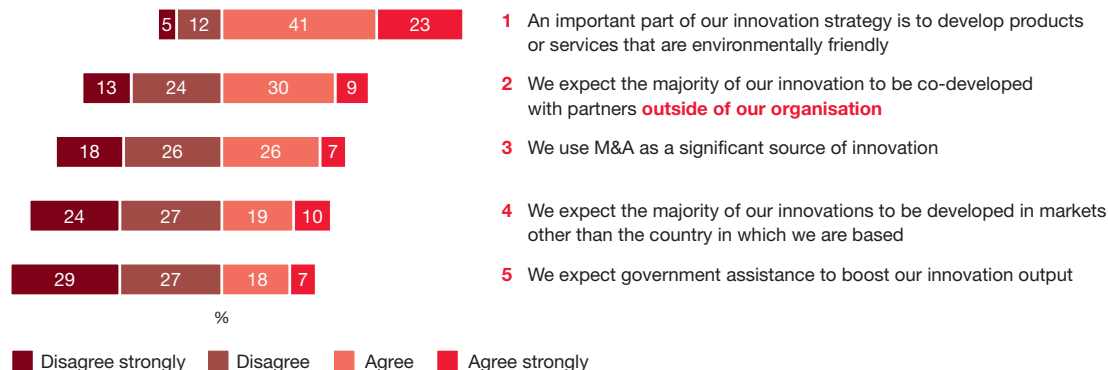 5 12 41 23
1 An important part of our innovation strategy is to develop products
or services that are environmentally friendly
13 24 30 9
2 We expect the majority of our innovation to be co-developed
with partners outside of our organisation
18 26 26 7
3 We use M&A as a significant source of innovation
24 27 19 10
4 We expect the majority of our innovations to be developed in markets
other than the country in which we are based
29 27 18 7
5 We expect government assistance to boost our innovation output
%
Disagree strongly Disagree Agree Agree strongly